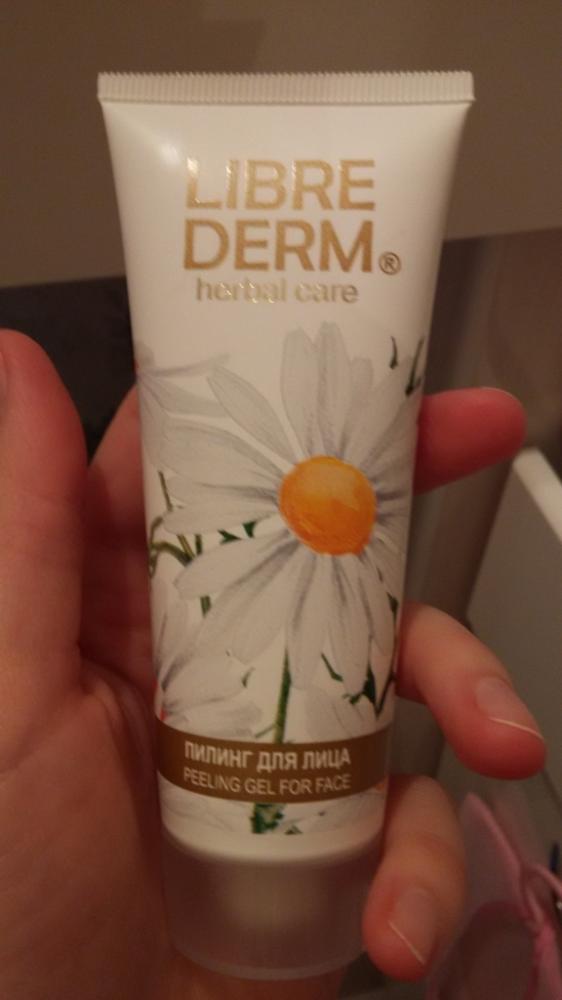 LIBRE
DERM®
herbal care
ПИЛИНГ ДЛЯ ЛИЦА
PEELING GEL FOR FACE